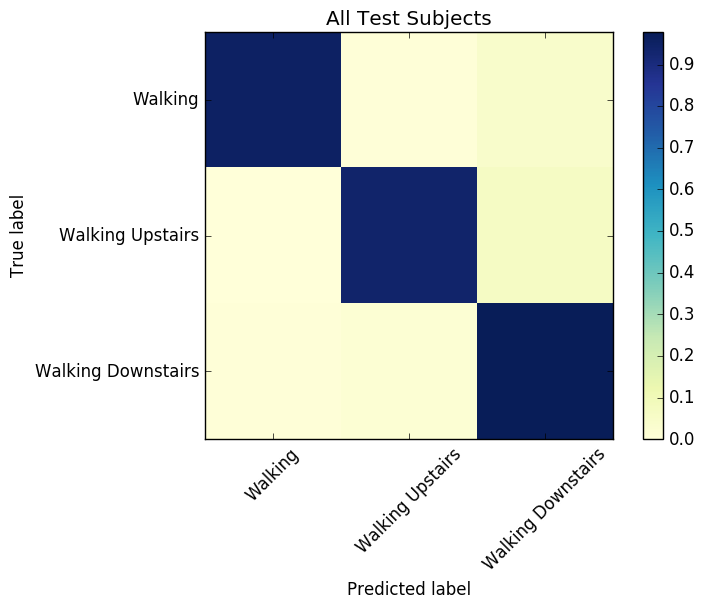 All Test Subjects
True label
Walking
Walking Upstairs
Walking Downstairs
Walking
Walking Upstairs
Walking Downstairs
Predicted label
0.9
0.8
0.7
0.6
0.5
0.4
0.3
0.2
0.1
0.0